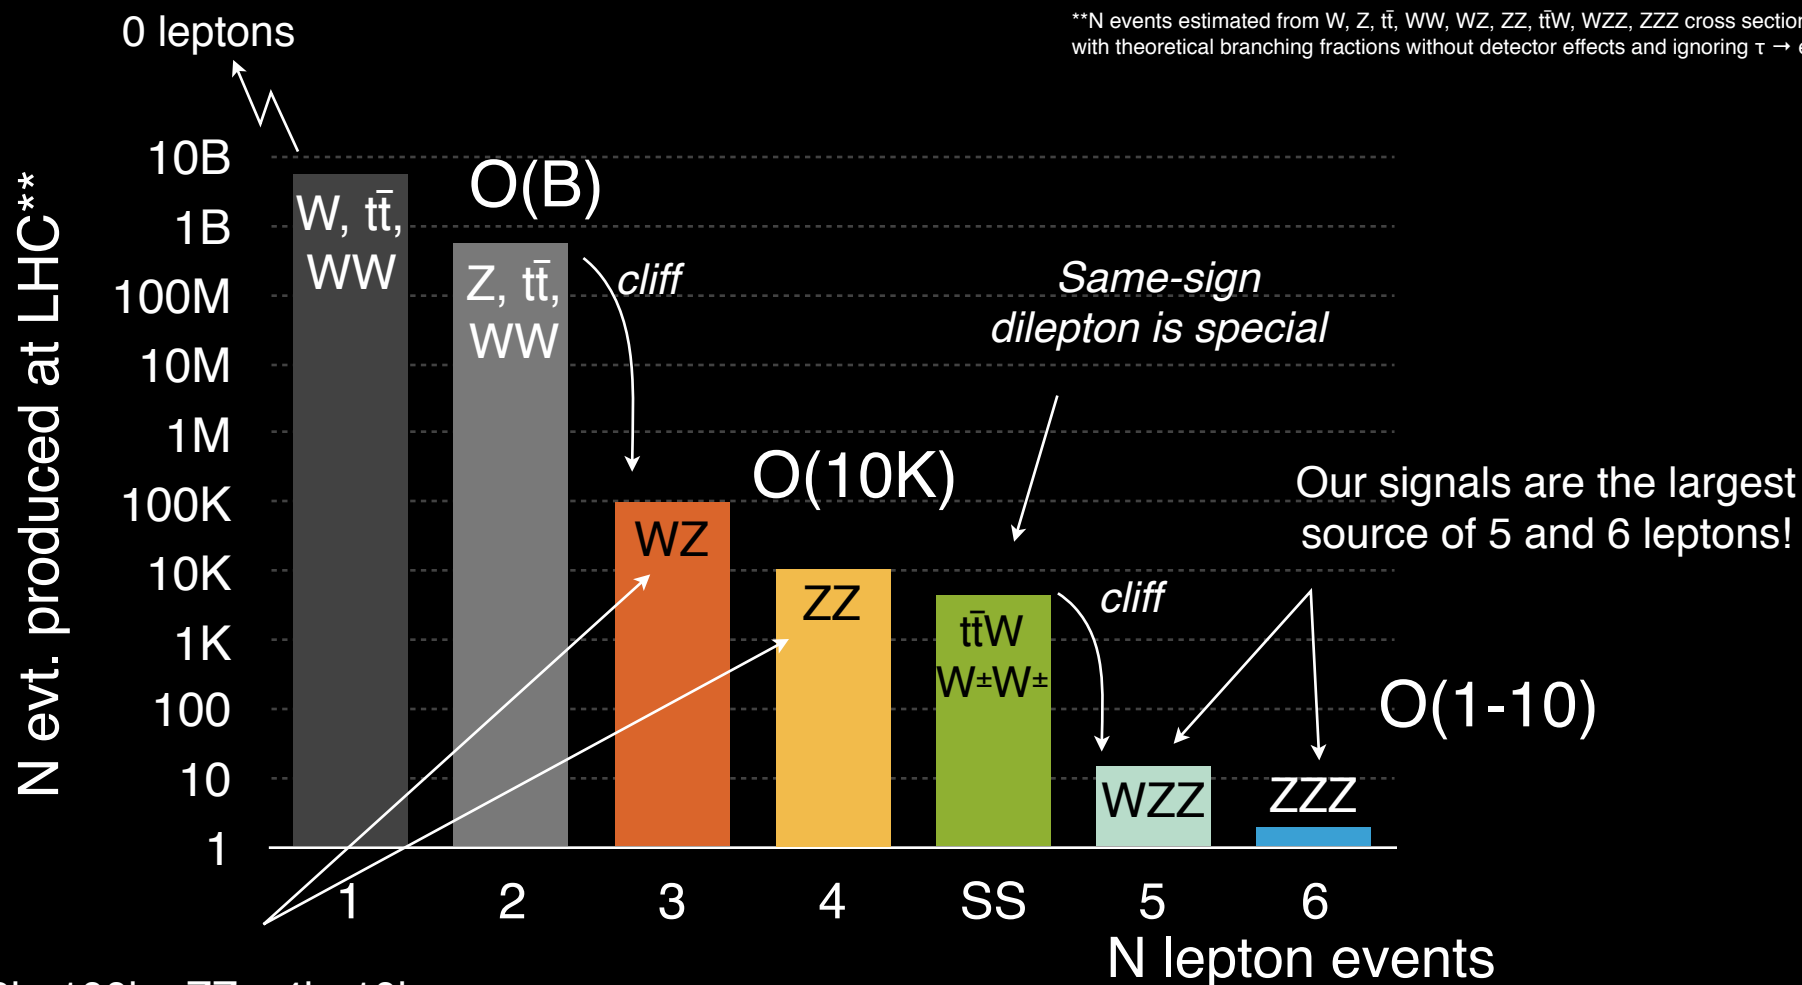 0 leptons
**N events estimated from W, Z, tt̄, WW, WZ, ZZ, tt̄W, WZZ, ZZZ cross section
with theoretical branching fractions without detector effects and ignoring τ → e
N evt. produced at LHC**
10B
1B
100M
10M
1M
100K
10K
1K
100
10
1
W, tt̄,
WW
O(B)
Z, tt̄,
WW
cliff
Same-sign
dilepton is special
O(10K)
WZ
ZZ
tt̄W
W±W±
cliff
Our signals are the largest
source of 5 and 6 leptons!
O(1-10)
WZZ
ZZZ
1 2 3 4 SS 5 6
N lepton events